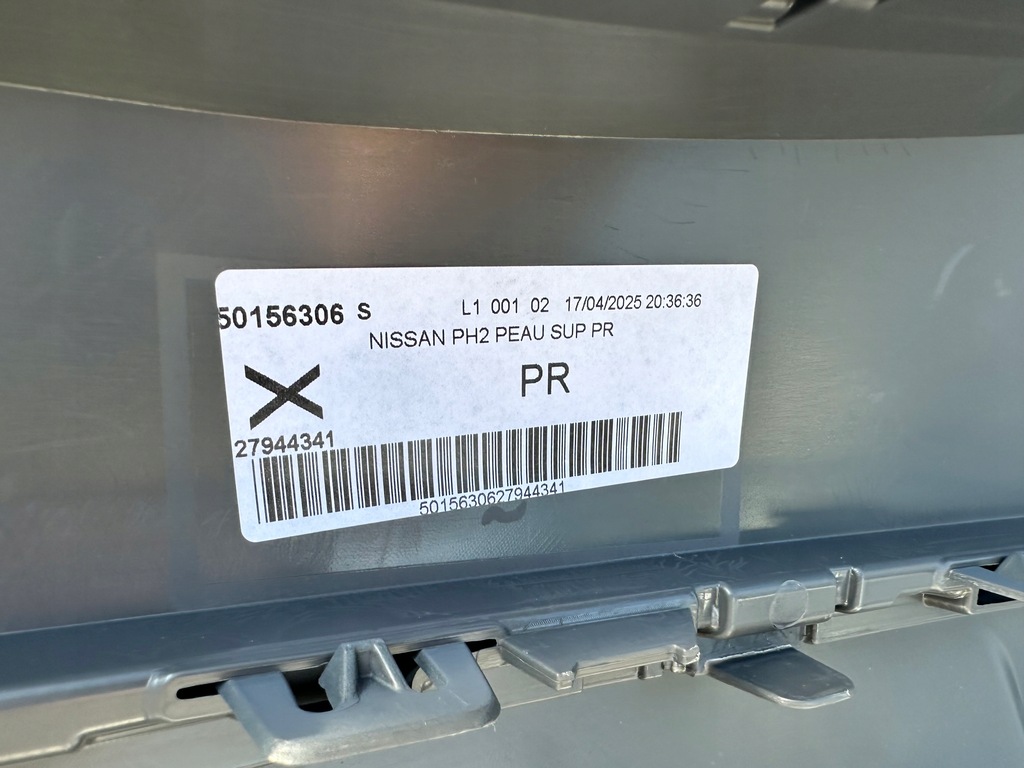 50156306 S L1 001 02 17/04/2025 20:36:36
NISSAN PH2 PEAU SUP PR
X
PR
27944341
5015630627944341